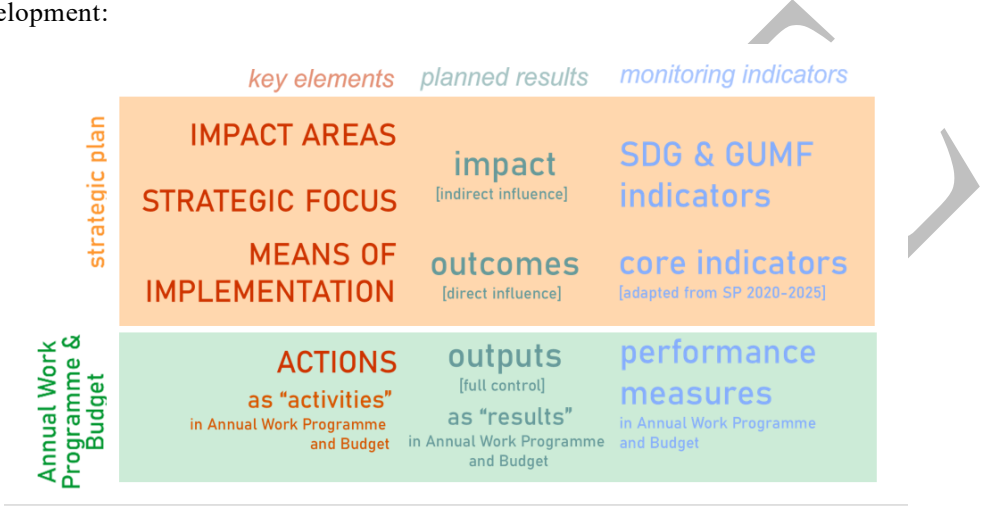 elopment:
key elements
planned results
monitoring indicators
strategic plan
IMPACT AREAS
STRATEGIC FOCUS
MEANS OF
IMPLEMENTATION
impact
[indirect influence]
outcomes
[direct influence]
SDG & GUMF
indicators
core indicators
[adapted from SP 2020-2025]
Annual Work
Programme &
Budget
ACTIONS
as “activities”
in Annual Work Programme
and Budget
outputs
[full control]
as “results”
in Annual Work Programme
and Budget
performance
measures
in Annual Work Programme
and Budget